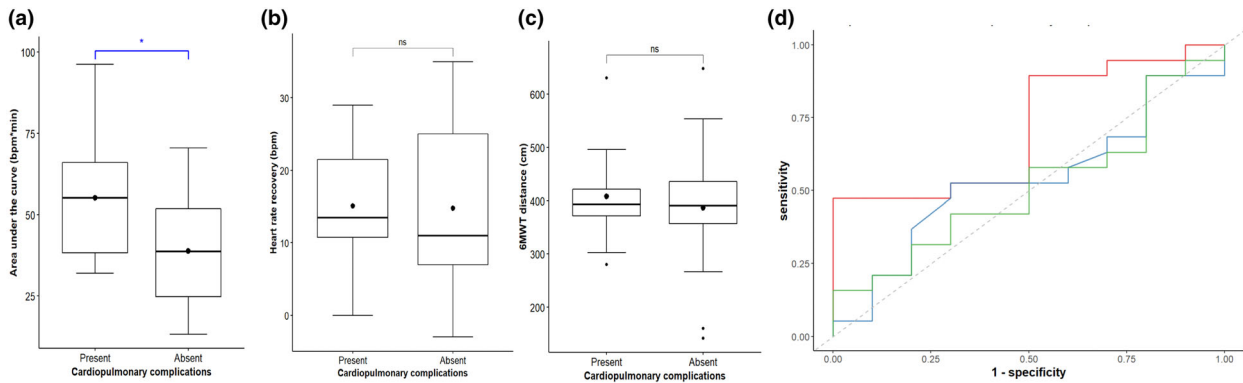 (a)
*
Area under the curve (bpm*min)
100
75
50
25
Present Absent
Cardiopulmonary complications
(b)
ns
Heart rate recovery (bpm)
30
20
10
0
Present Absent
Cardiopulmonary complications
(c)
ns
6MWT distance (cm)
600
500
400
300
200
Present Absent
Cardiopulmonary complications
(d)
sensitivity
1.00
0.75
0.50
0.25
0.00
0.00 0.25 0.50 0.75 1.00
1 - specificity